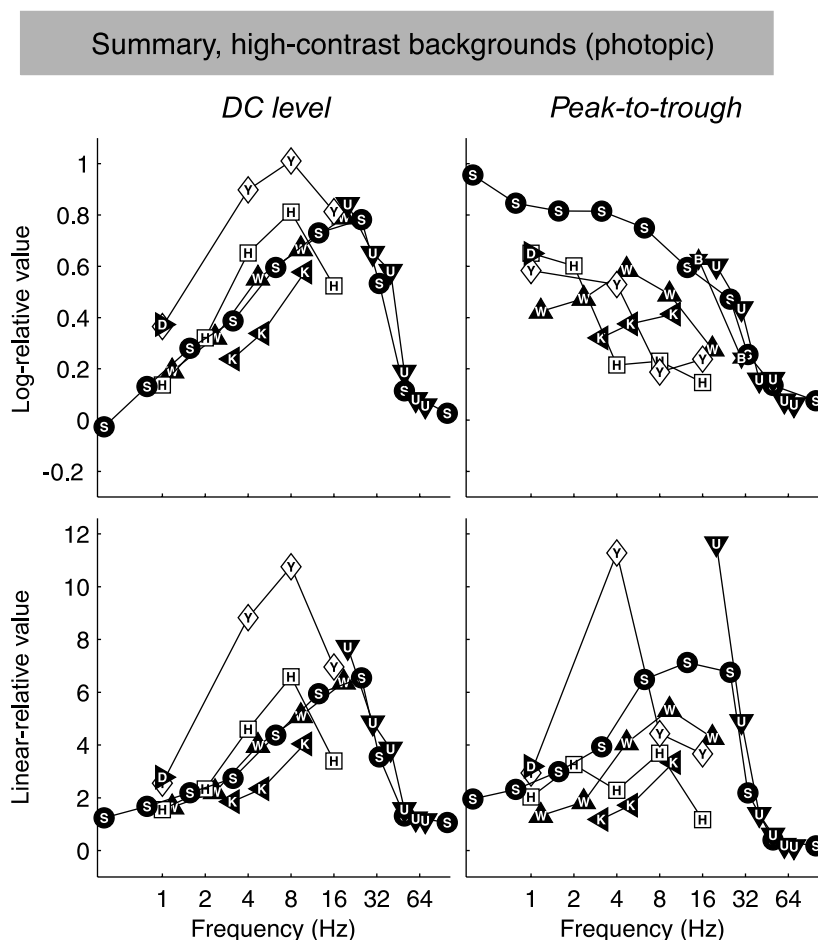 Summary, high-contrast backgrounds (photopic)
DC level
Peak-to-trough
Log-relative value
1
0.8
0.6
0.4
0.2
0
-0.2
S S S S S S S S S S S
H H H H H
Y Y Y Y
D
W W W W W
K K K
U U U U U U
S S S S S S S S S S
D
Y Y Y Y Y
H H H H
W W W W W
K K K
B B
U U U U U U
Linear-relative value
12
10
8
6
4
2
0
1 2 4 8 16 32 64
Frequency (Hz)
1 2 4 8 16 32 64
Frequency (Hz)